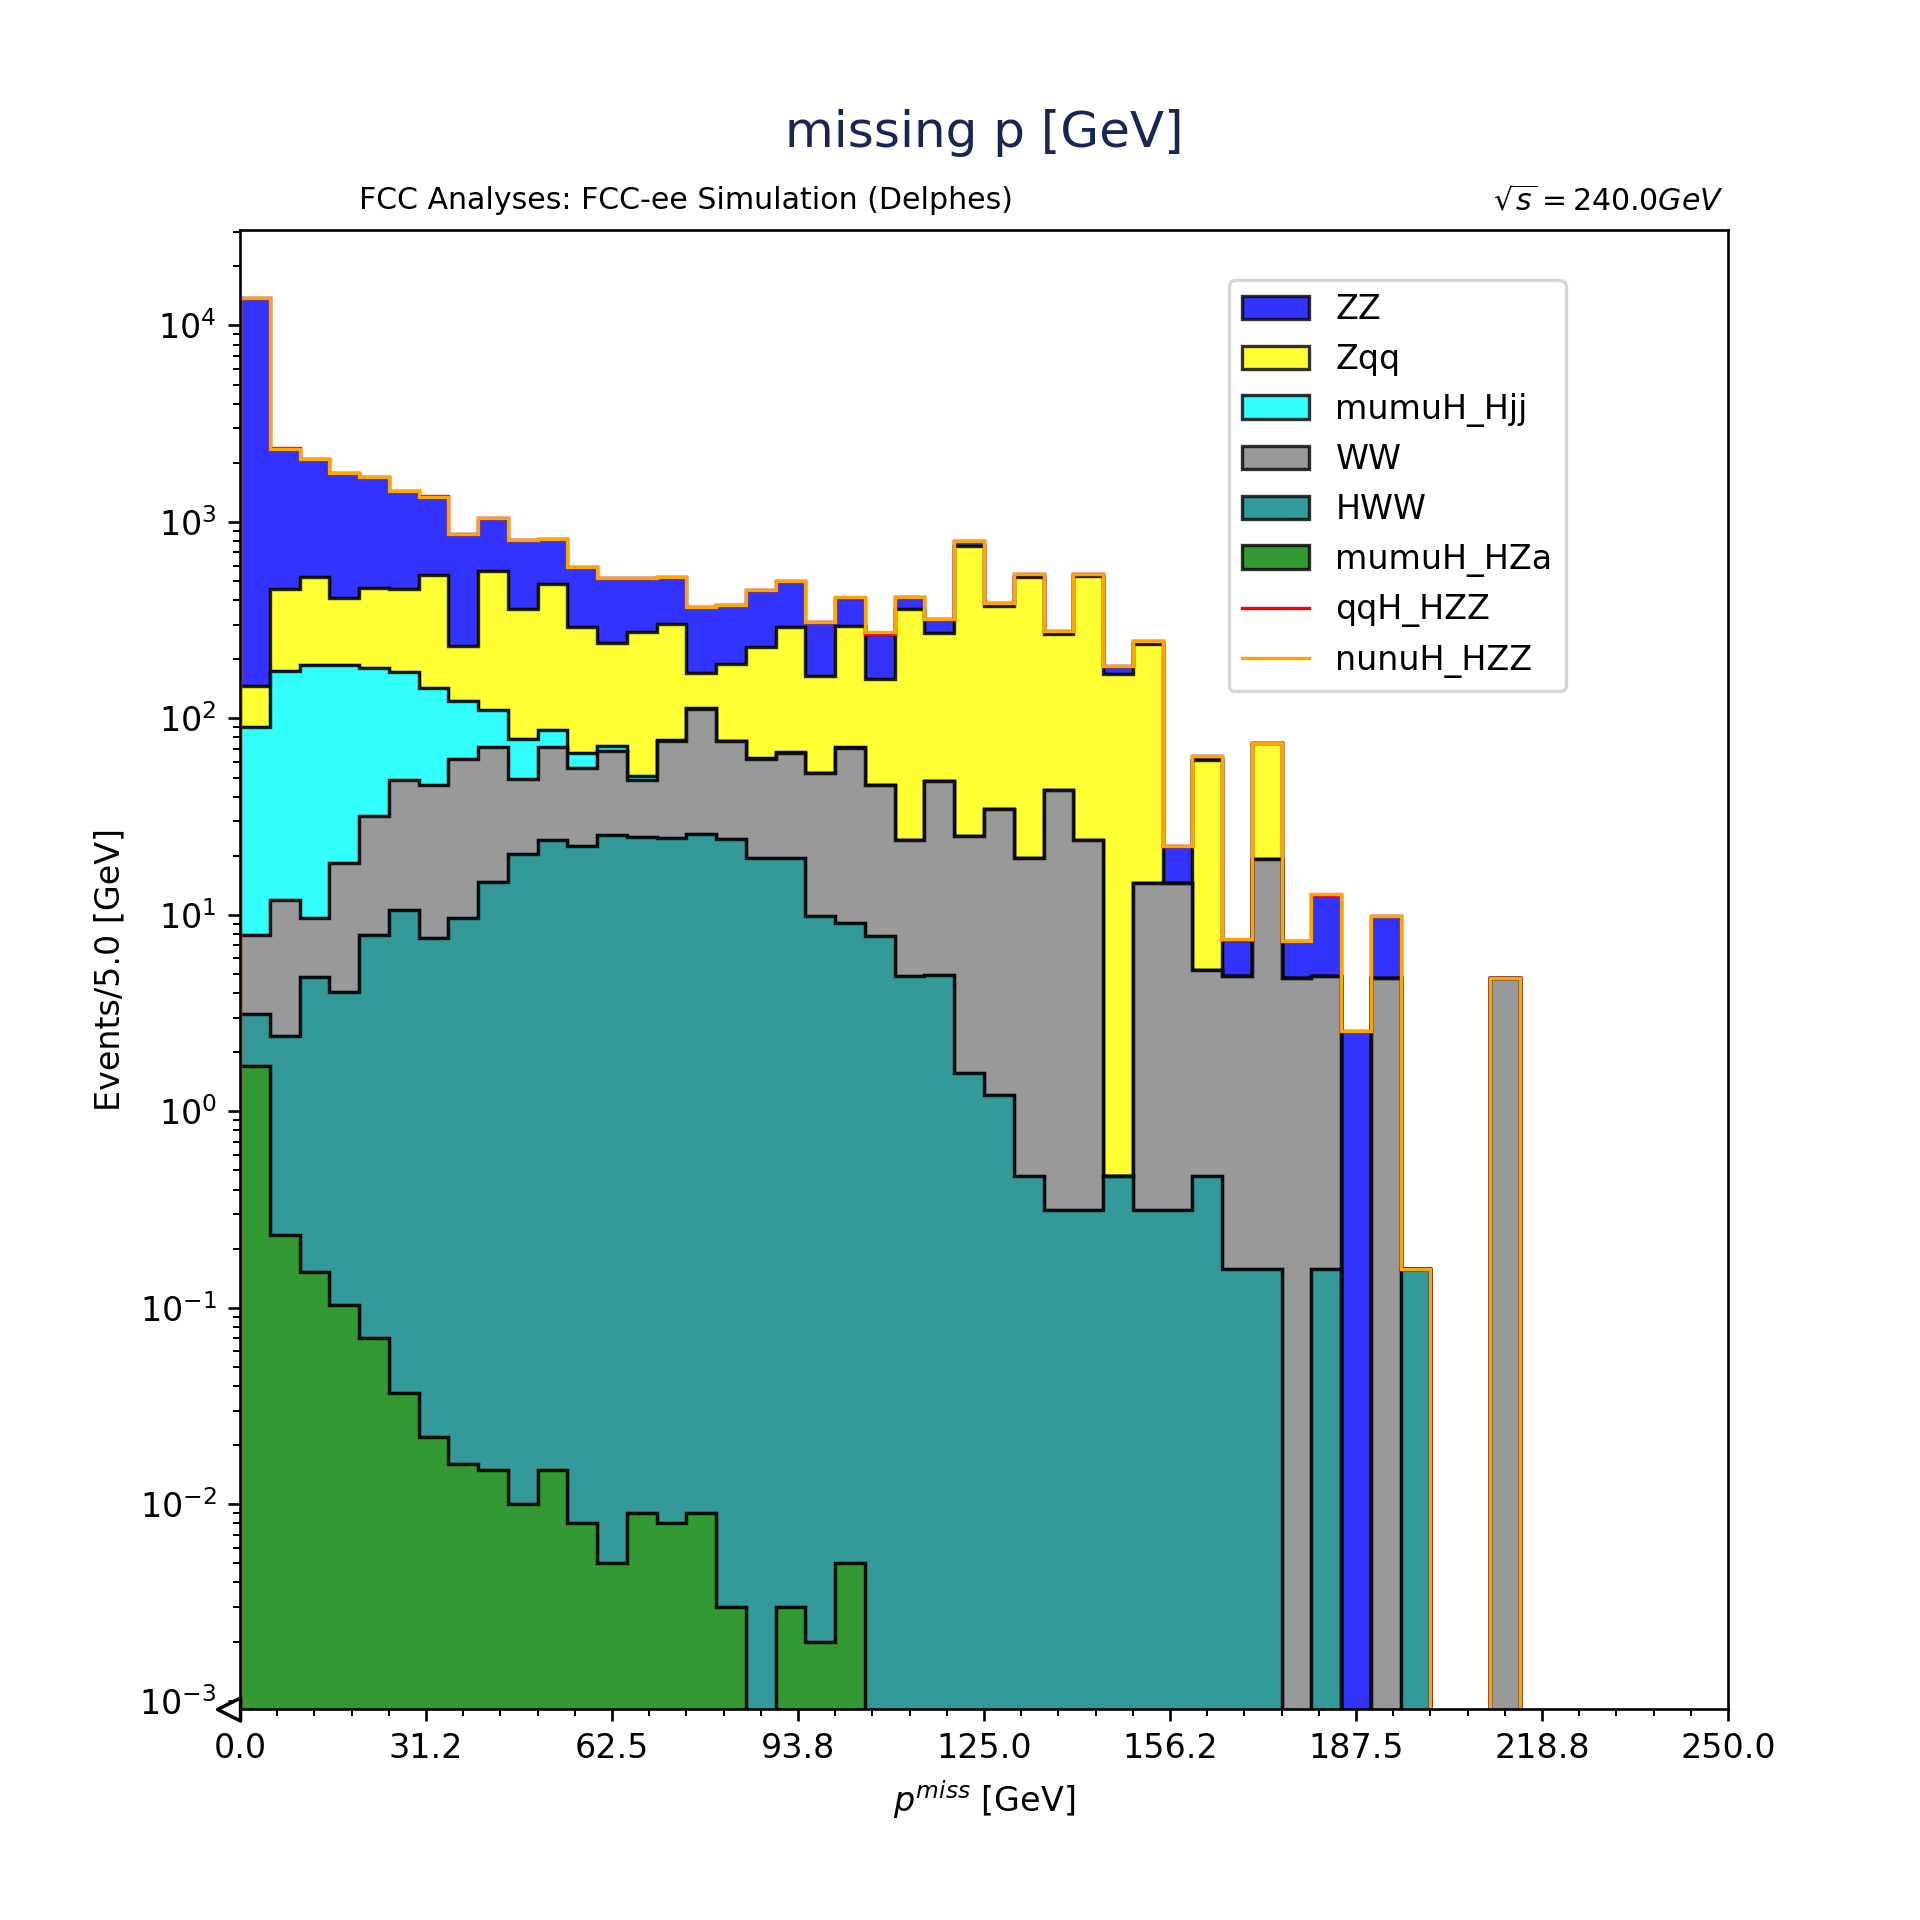 missing p [GeV]
FCC Analyses: FCC-ee Simulation (Delphes)
√s = 240.0GeV
ZZ
Zqq
mumuH_Hjj
WW
HWW
mumuH_HZa
qqH_HZZ
nunuH_HZZ
Events/5.0 [GeV]
10⁴
10³
10²
10¹
10⁰
10⁻¹
10⁻²
10⁻³
0.0 31.2 62.5 93.8 125.0 156.2 187.5 218.8 250.0
pᵐⁱˢˢ [GeV]